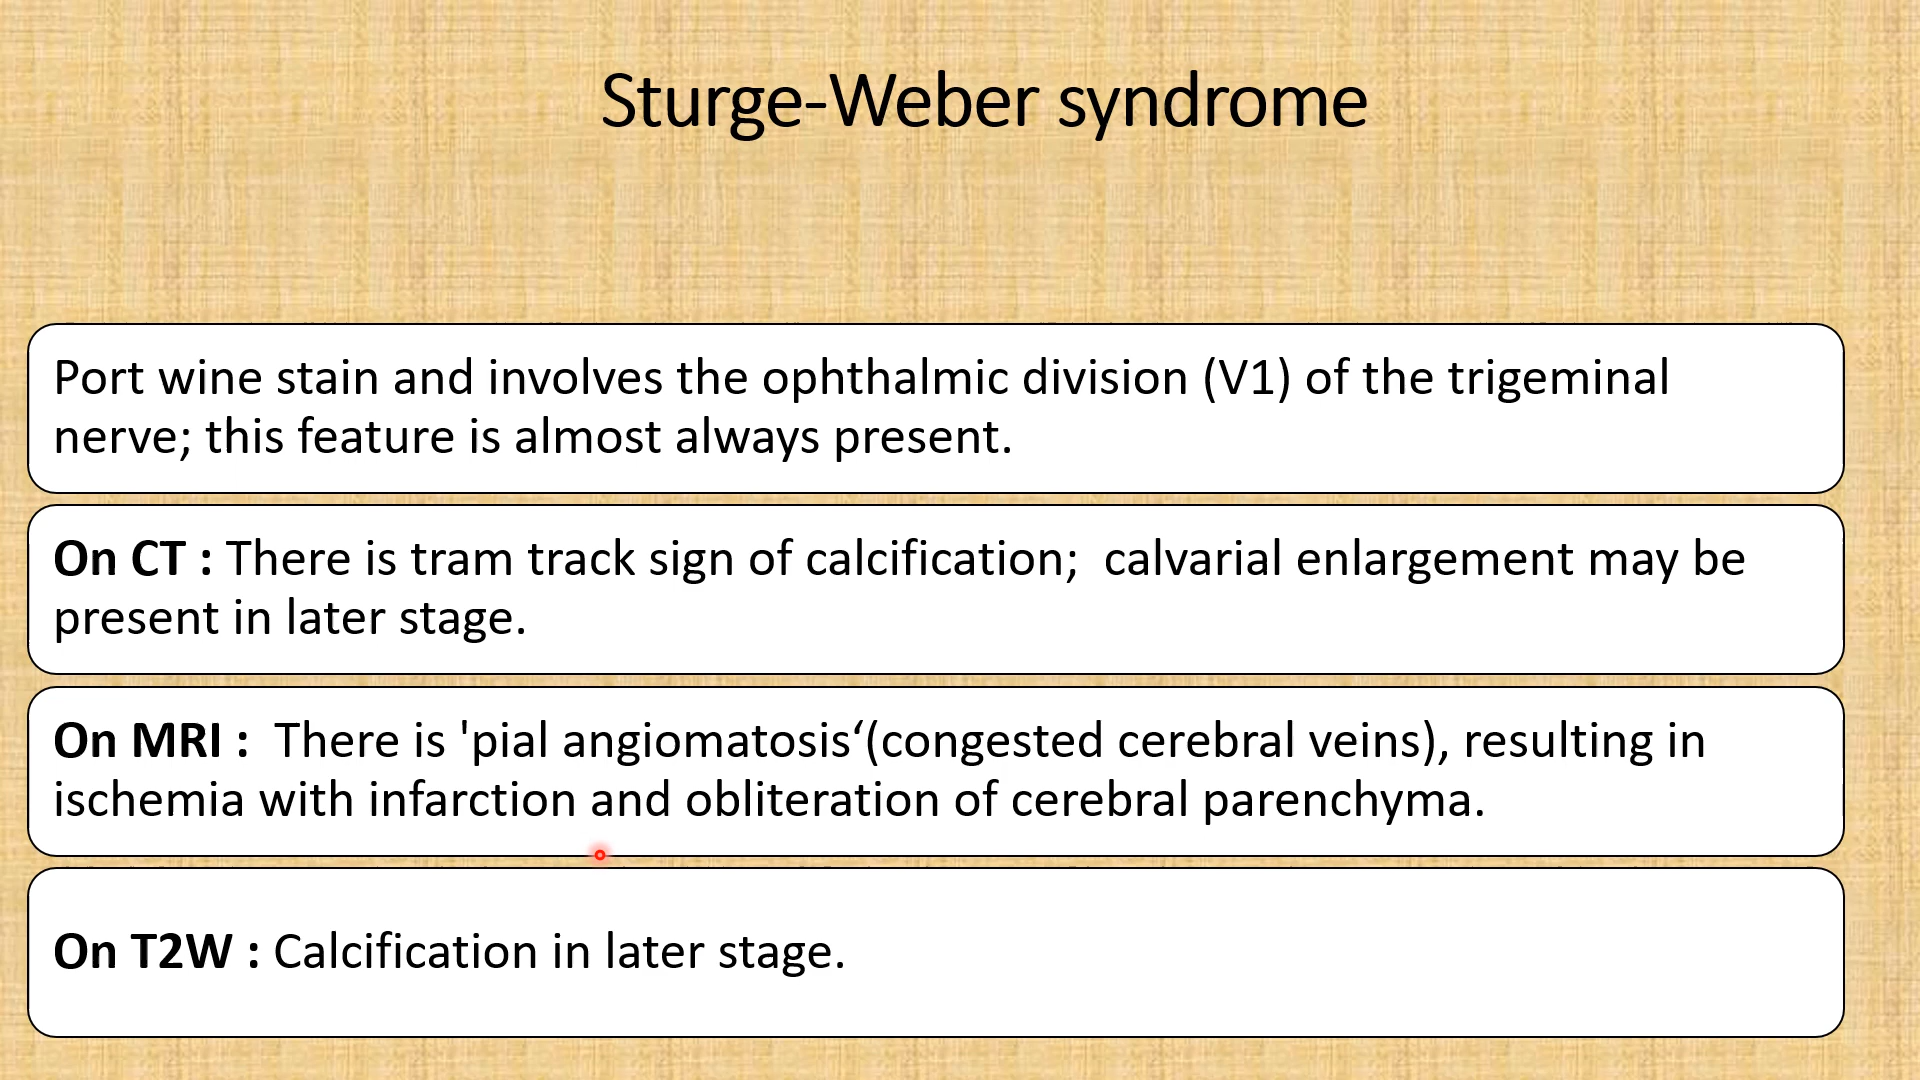 Sturge-Weber syndrome
Port wine stain and involves the ophthalmic division (V1) of the trigeminal
nerve; this feature is almost always present.
On CT : There is tram track sign of calcification;  calvarial enlargement may be
present in later stage.
On MRI :  There is 'pial angiomatosis‘(congested cerebral veins), resulting in
ischemia with infarction and obliteration of cerebral parenchyma.
On T2W : Calcification in later stage.